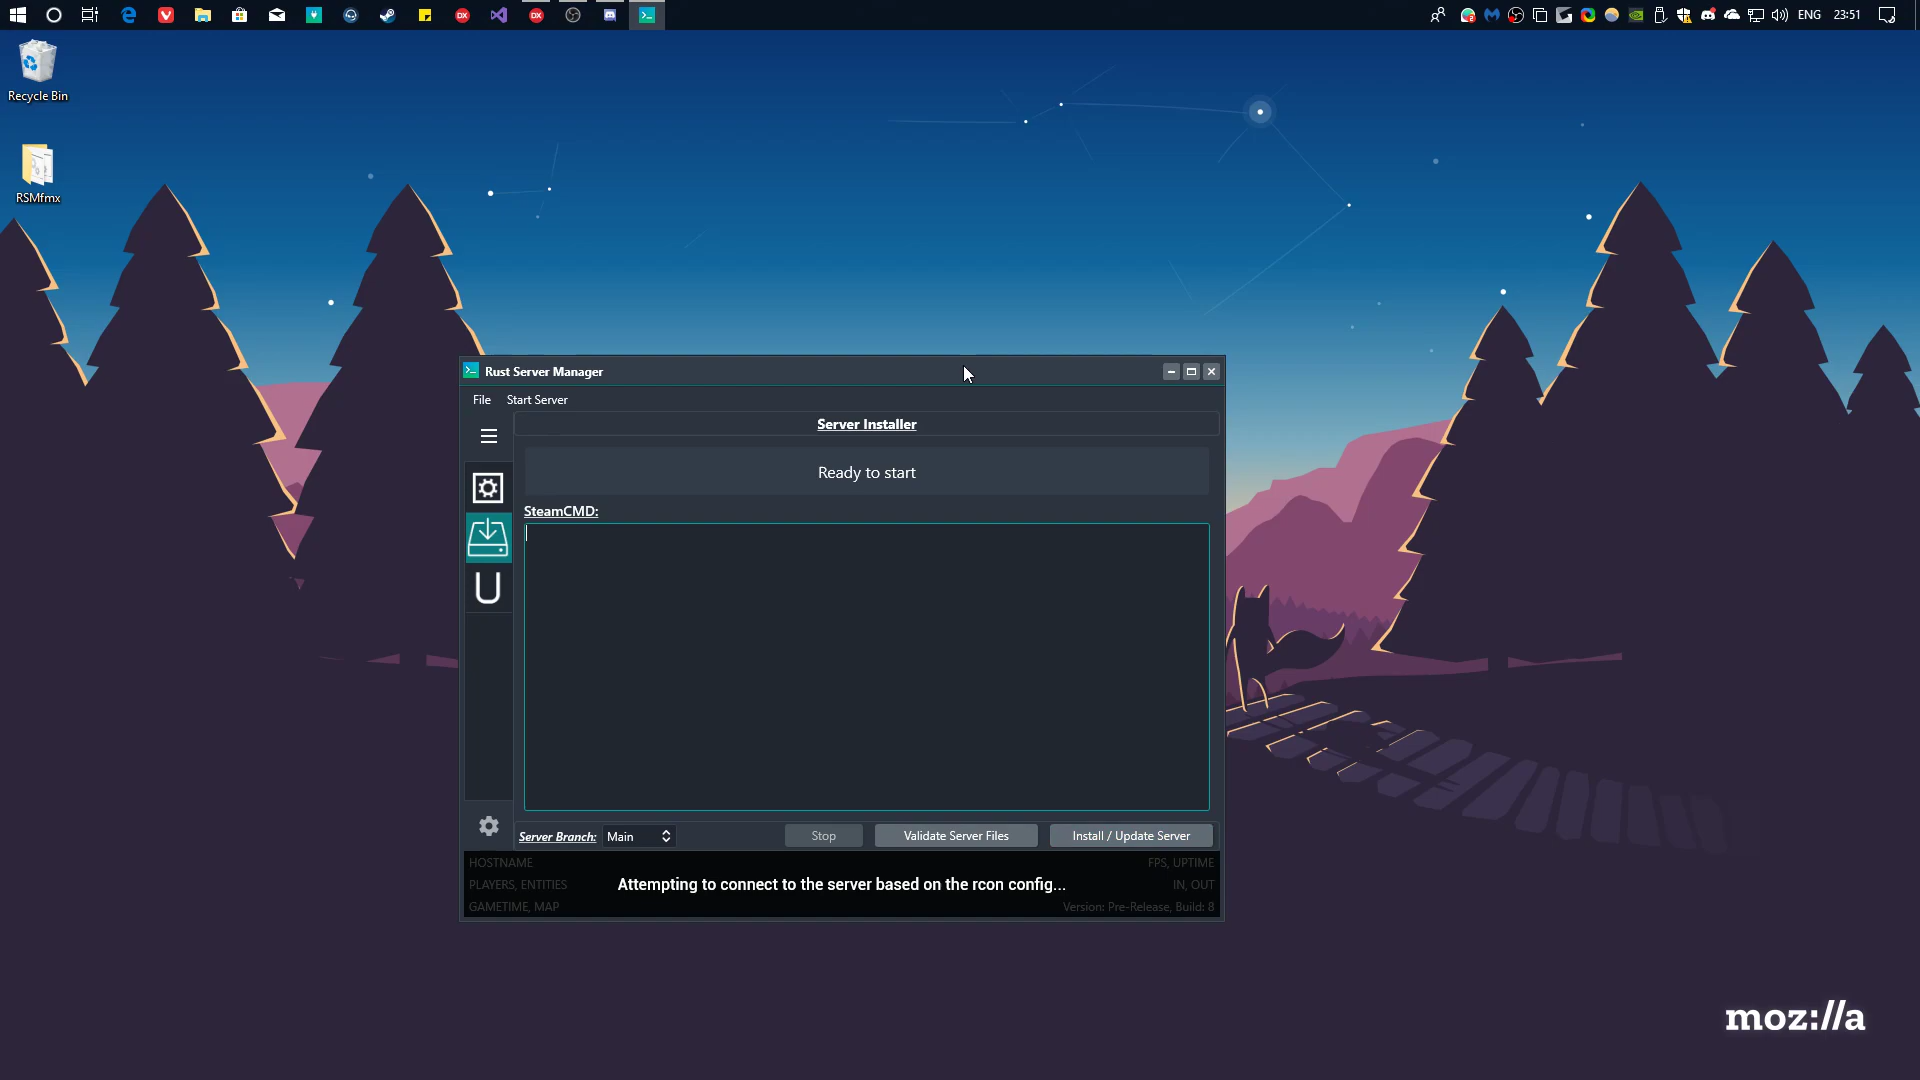 ENG 23:51
Recycle Bin
RSMfmx
Rust Server Manager
File Start Server
Server Installer
Ready to start
SteamCMD:
U
Server Branch: Main Stop Validate Server Files Install / Update Server
HOSTNAME FPS, UPTIME
PLAYERS, ENTITIES Attempting to connect to the server based on the rcon config... IN, OUT
GAMETIME, MAP Version: Pre-Release, Build: 8
moz://a